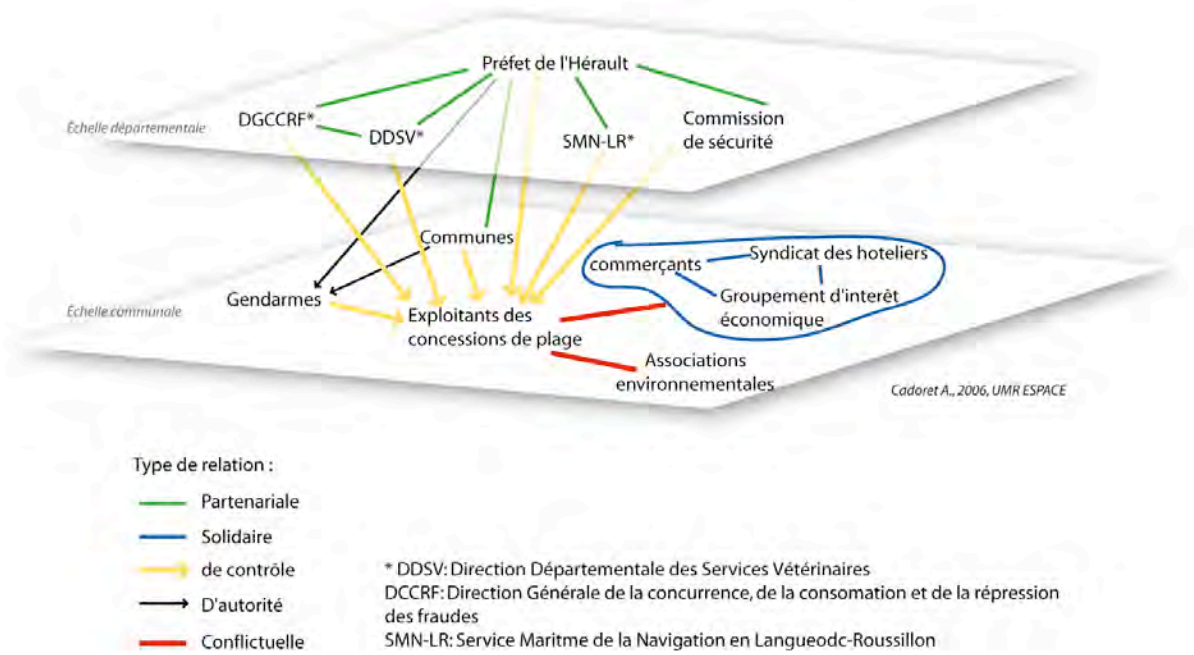 Préfet de l'Hérault
DGCCRF*
Échelle départementale
DDSV*
SMN-LR*
Commission
de sécurité
Communes
commerçants
Syndicat des hoteliers
Gendarmes
Groupement d'interêt
économique
Échelle communale
Exploitants des
concessions de plage
Associations
environnementales
Cadoret A., 2006, UMR ESPACE
Type de relation :
Partenariale
Solidaire
de contrôle
D'autorité
Conflictuelle
* DDSV: Direction Départementale des Services Vétérinaires
DCCRF: Direction Générale de la concurrence, de la consomation et de la répression
des fraudes
SMN-LR: Service Maritme de la Navigation en Langueodc-Roussillon